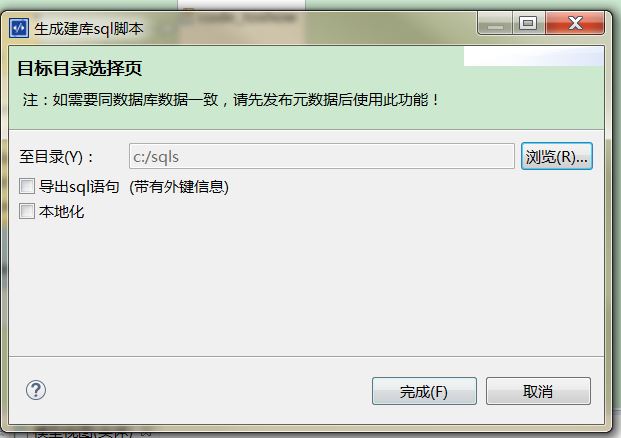 生成建库sql脚本
目标目录选择页
注：如需要同数据库数据一致，请先发布元数据后使用此功能！
至目录(Y)： c:/sqls 浏览(R)...
导出sql语句 (带有外键信息)
本地化
? 完成(F) 取消